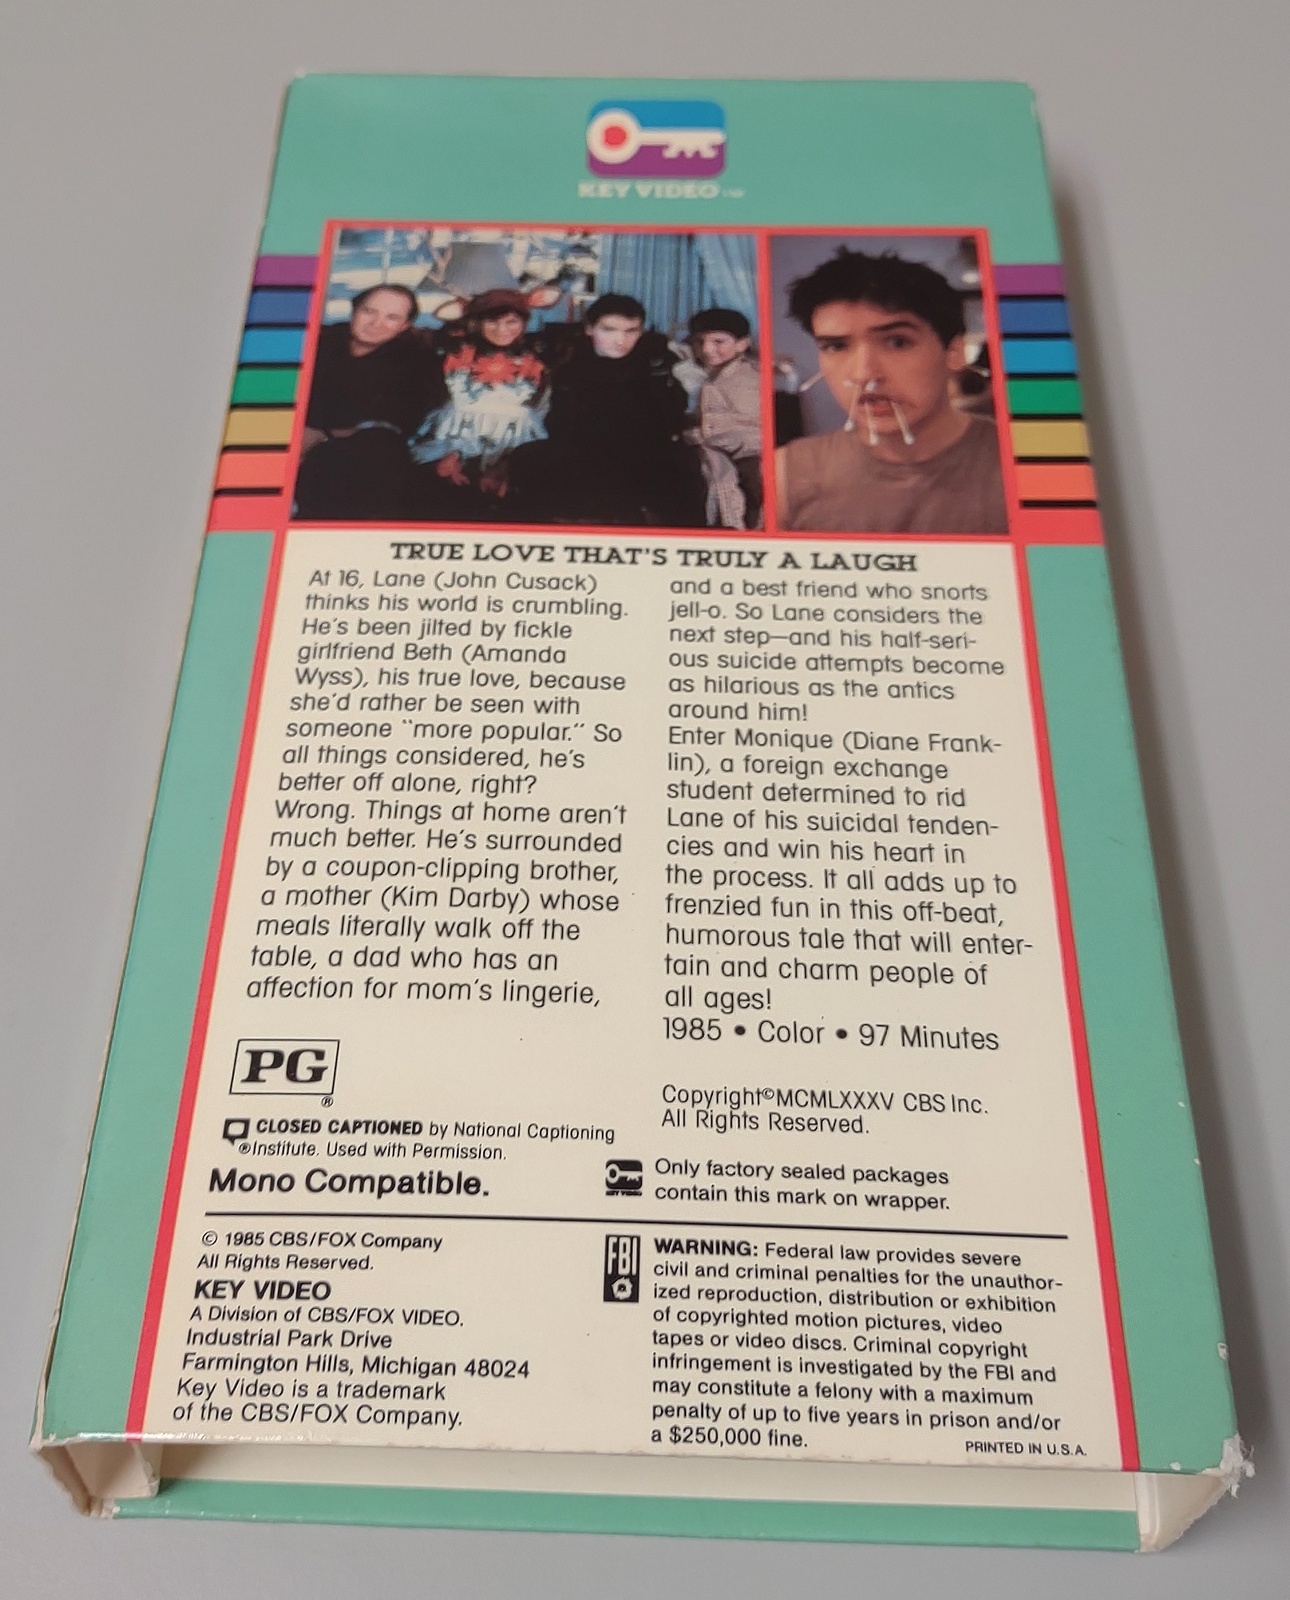 KEY VIDEO™
TRUE LOVE THAT'S TRULY A LAUGH
At 16, Lane (John Cusack)
thinks his world is crumbling.
He's been jilted by fickle
girlfriend Beth (Amanda
Wyss), his true love, because
she'd rather be seen with
someone "more popular." So
all things considered, he's
better off alone, right?
Wrong. Things at home aren't
much better. He's surrounded
by a coupon-clipping brother,
a mother (Kim Darby) whose
meals literally walk off the
table, a dad who has an
affection for mom's lingerie,
and a best friend who snorts
jell-o. So Lane considers the
next step—and his half-seri-
ous suicide attempts become
as hilarious as the antics
around him!
Enter Monique (Diane Frank-
lin), a foreign exchange
student determined to rid
Lane of his suicidal tenden-
cies and win his heart in
the process. It all adds up to
frenzied fun in this off-beat,
humorous tale that will enter-
tain and charm people of
all ages!
1985 • Color • 97 Minutes
PG®
CLOSED CAPTIONED by National Captioning
®Institute. Used with Permission.
Mono Compatible.
Copyright©MCMLXXXV CBS Inc.
All Rights Reserved.
KEY VIDEO
Only factory sealed packages
contain this mark on wrapper.
© 1985 CBS/FOX Company
All Rights Reserved.
KEY VIDEO
A Division of CBS/FOX VIDEO.
Industrial Park Drive
Farmington Hills, Michigan 48024
Key Video is a trademark
of the CBS/FOX Company.
FBI
WARNING: Federal law provides severe
civil and criminal penalties for the unauthor-
ized reproduction, distribution or exhibition
of copyrighted motion pictures, video
tapes or video discs. Criminal copyright
infringement is investigated by the FBI and
may constitute a felony with a maximum
penalty of up to five years in prison and/or
a $250,000 fine.
PRINTED IN U.S.A.